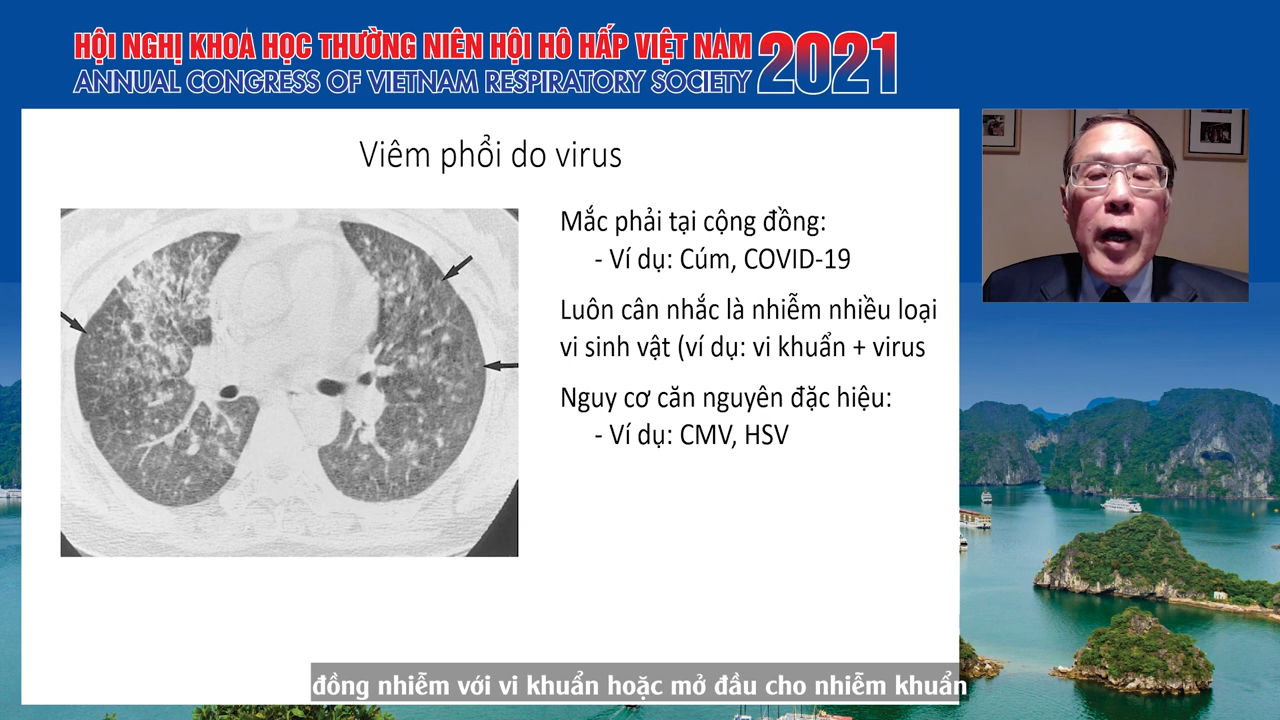 HỘI NGHỊ KHOA HỌC THƯỜNG NIÊN HỘI HÔ HẤP VIỆT NAM 2021
ANNUAL CONGRESS OF VIETNAM RESPIRATORY SOCIETY
Viêm phổi do virus
Mắc phải tại cộng đồng:
- Ví dụ: Cúm, COVID-19
Luôn cân nhắc là nhiễm nhiều loại
vi sinh vật (ví dụ: vi khuẩn + virus
Nguy cơ căn nguyên đặc hiệu:
- Ví dụ: CMV, HSV
đồng nhiễm với vi khuẩn hoặc mở đầu cho nhiễm khuẩn